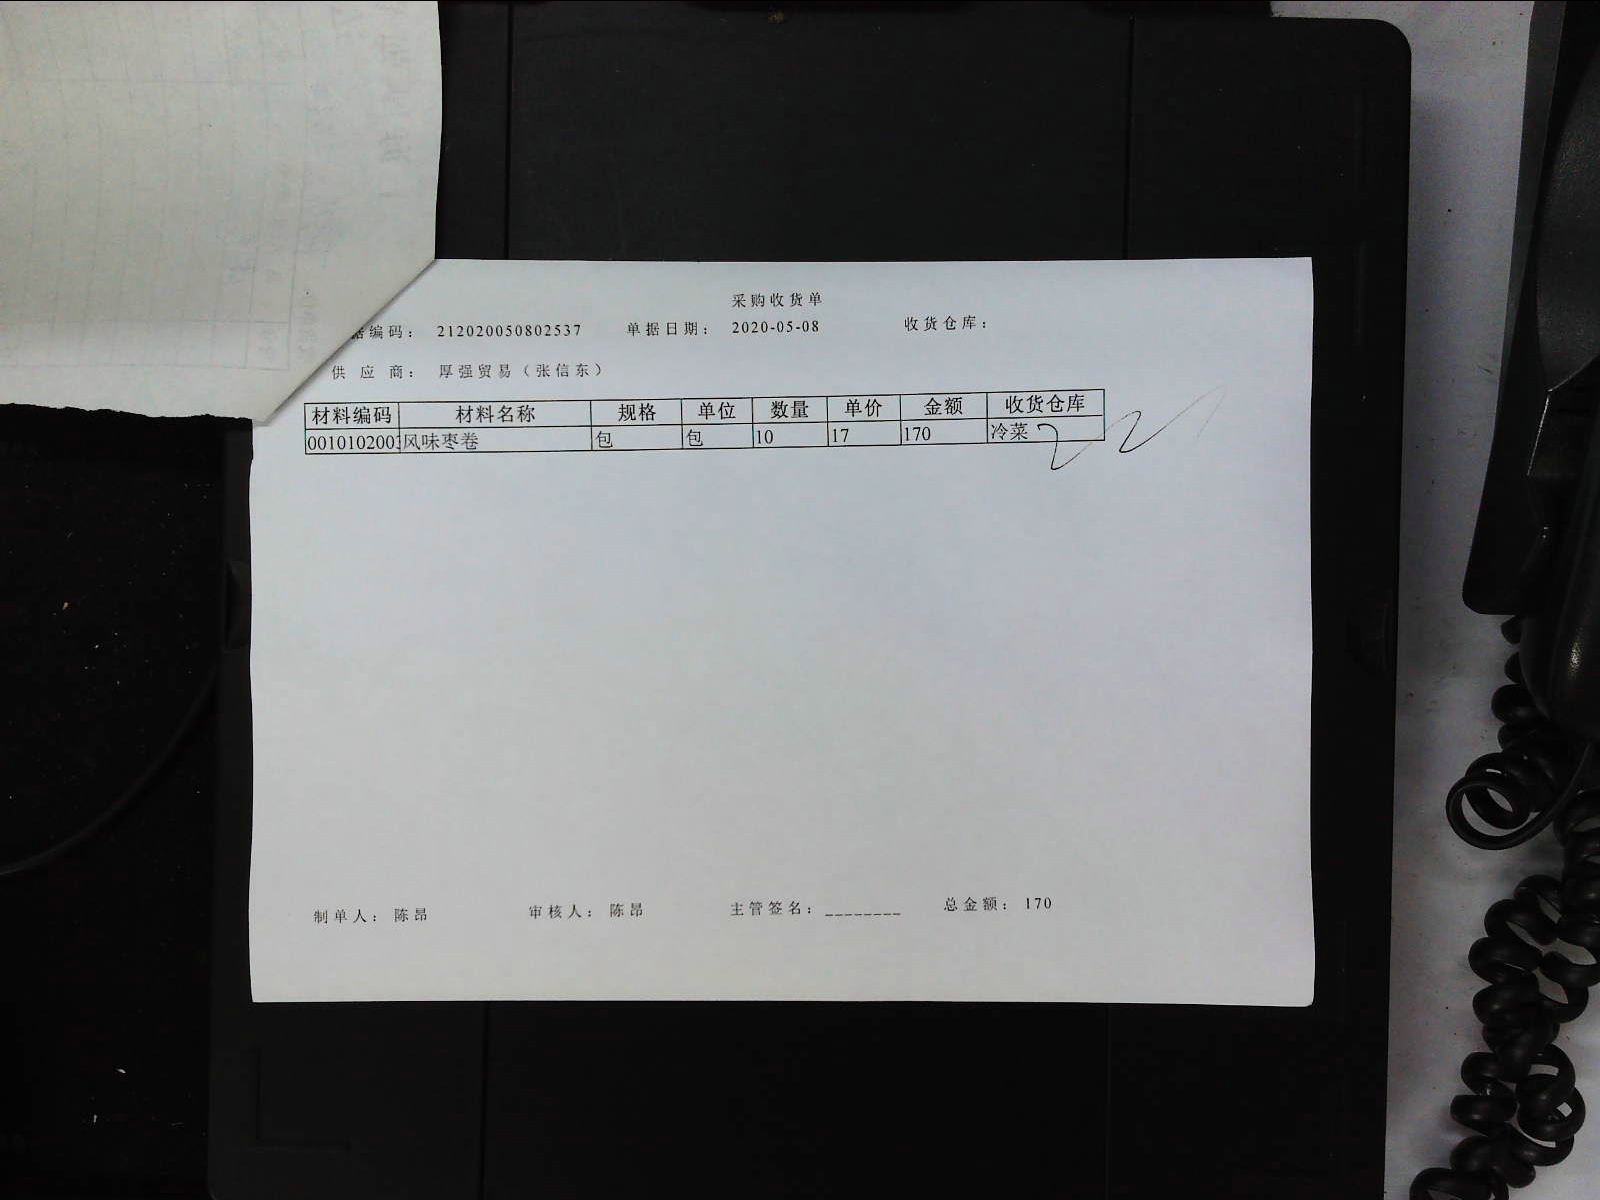 采购收货单
据编码： 212020050802537 单据日期： 2020-05-08 收货仓库：
供应商： 厚强贸易（张信东）
材料编码 材料名称 规格 单位 数量 单价 金额 收货仓库
0010102003 风味枣卷 包 包 10 17 170 冷菜
制单人： 陈昂 审核人： 陈昂 主管签名：________ 总金额： 170